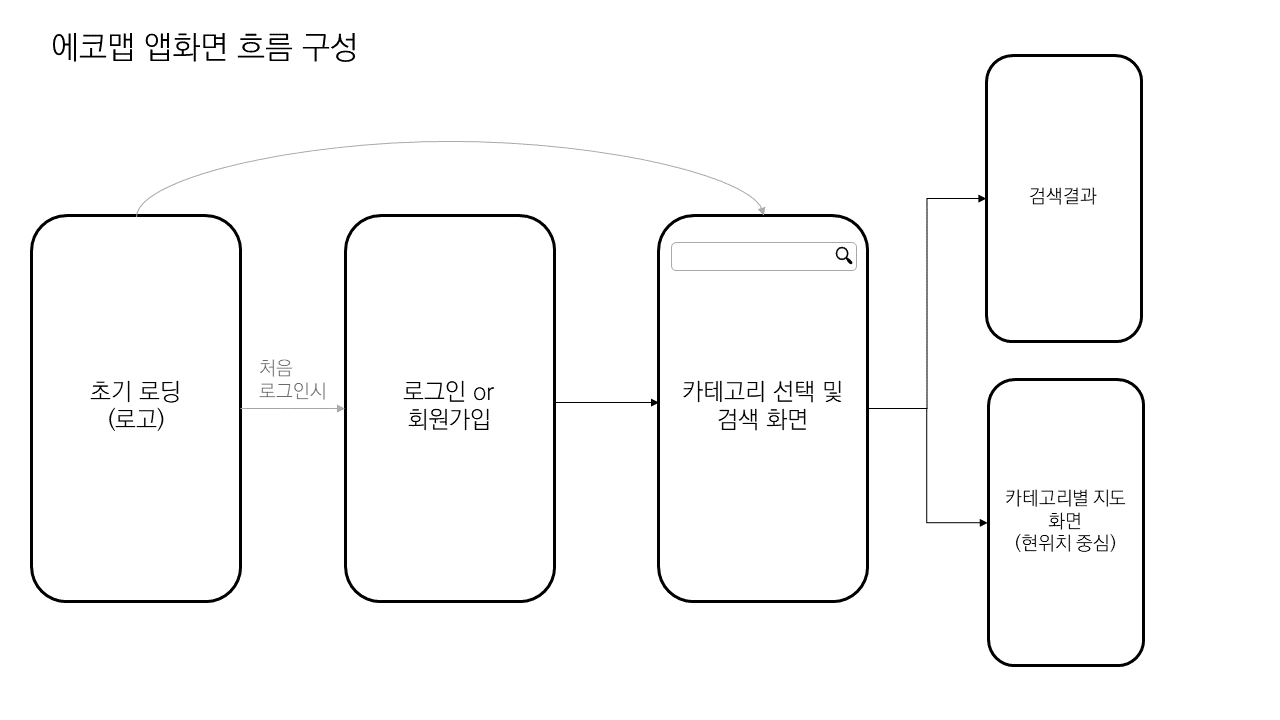 에코맵 앱화면 흐름 구성
초기 로딩
(로고)
처음
로그인시
로그인 or
회원가입
카테고리 선택 및
검색 화면
검색결과
카테고리별 지도
화면
(현위치 중심)